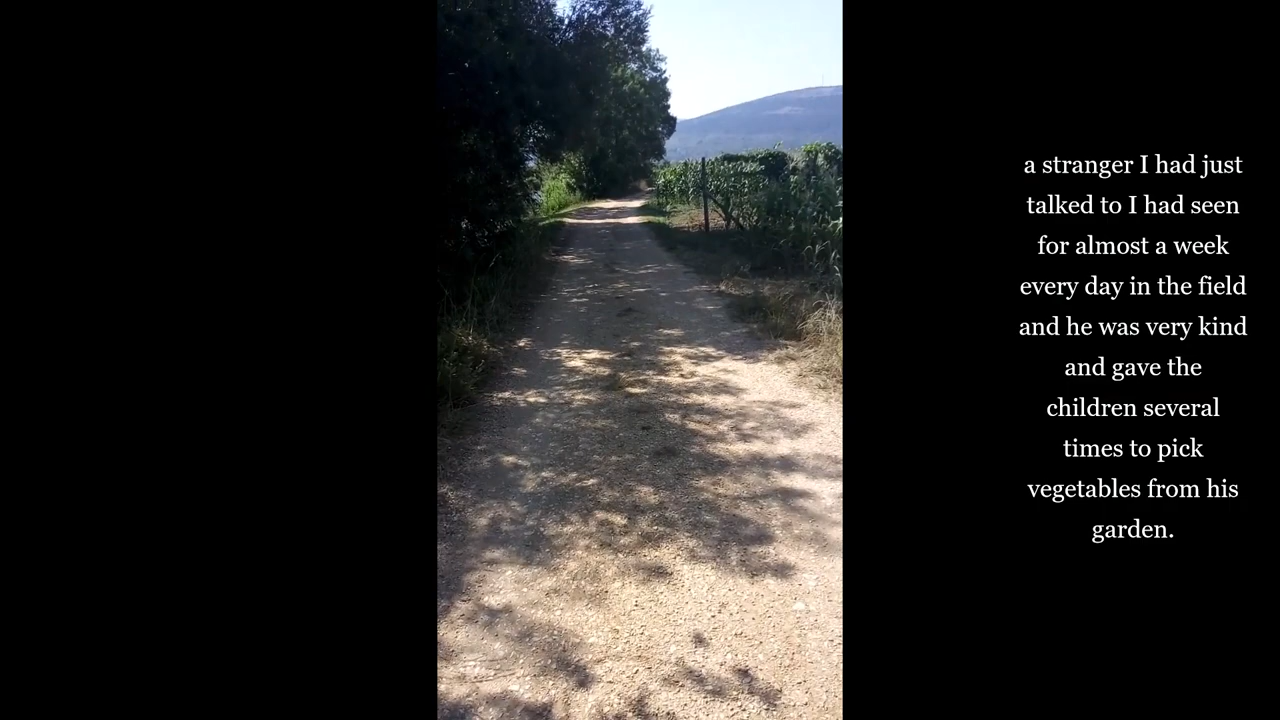 a stranger I had just
talked to I had seen
for almost a week
every day in the field
and he was very kind
and gave the
children several
times to pick
vegetables from his
garden.